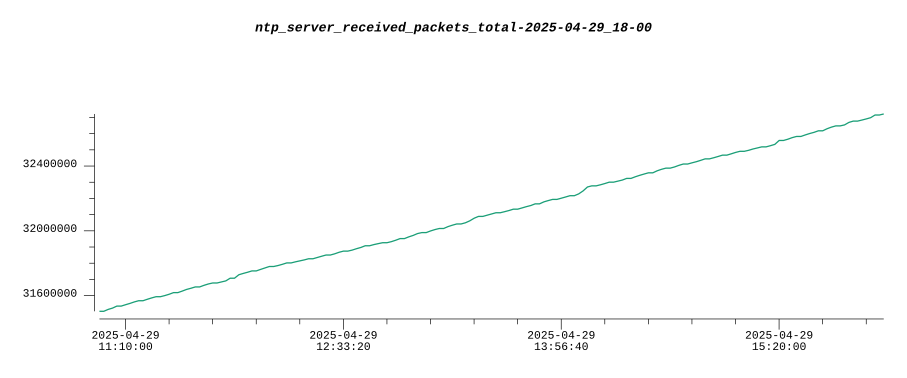 ntp_server_received_packets_total-2025-04-29_18-00
32400000
32000000
31600000
2025-04-29 2025-04-29 2025-04-29 2025-04-29
11:10:00 12:33:20 13:56:40 15:20:00